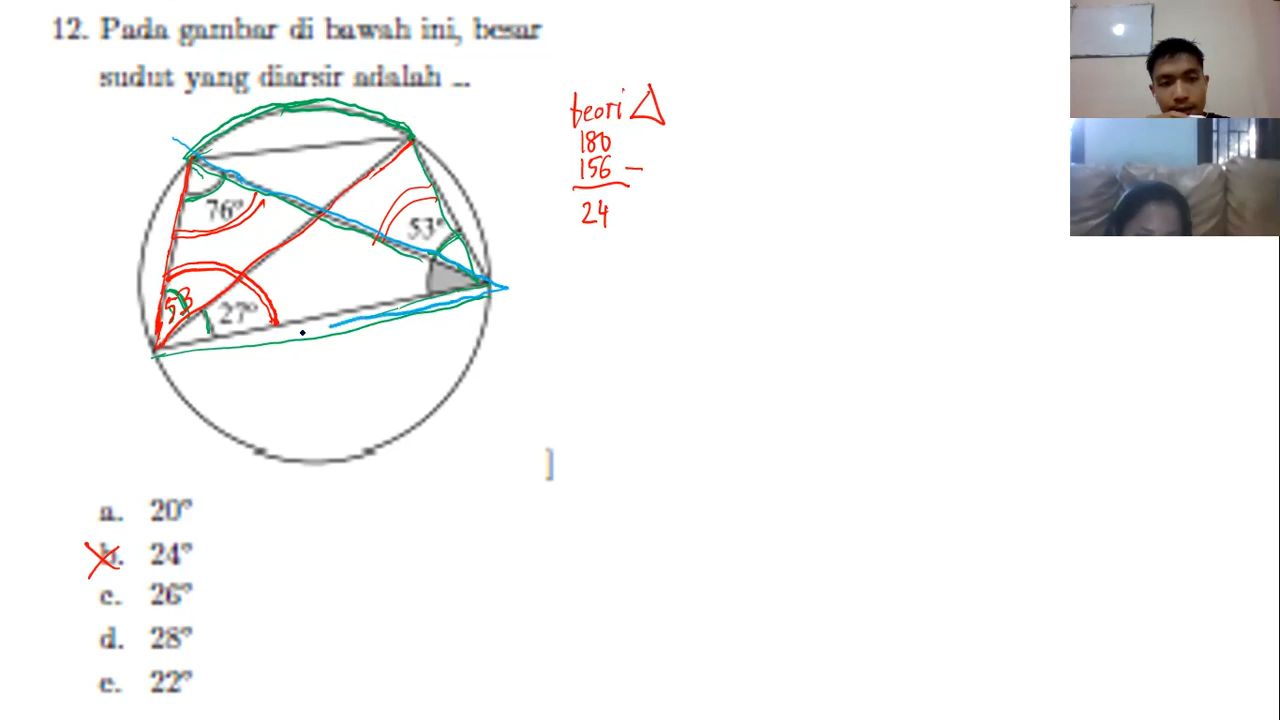 12. Pada gambar di bawah ini, besar
sudut yang diarsir adalah ...
teori △
180
156 –
24
76°
53°
53
27°
]
a. 20°
b. 24°
c. 26°
d. 28°
e. 22°